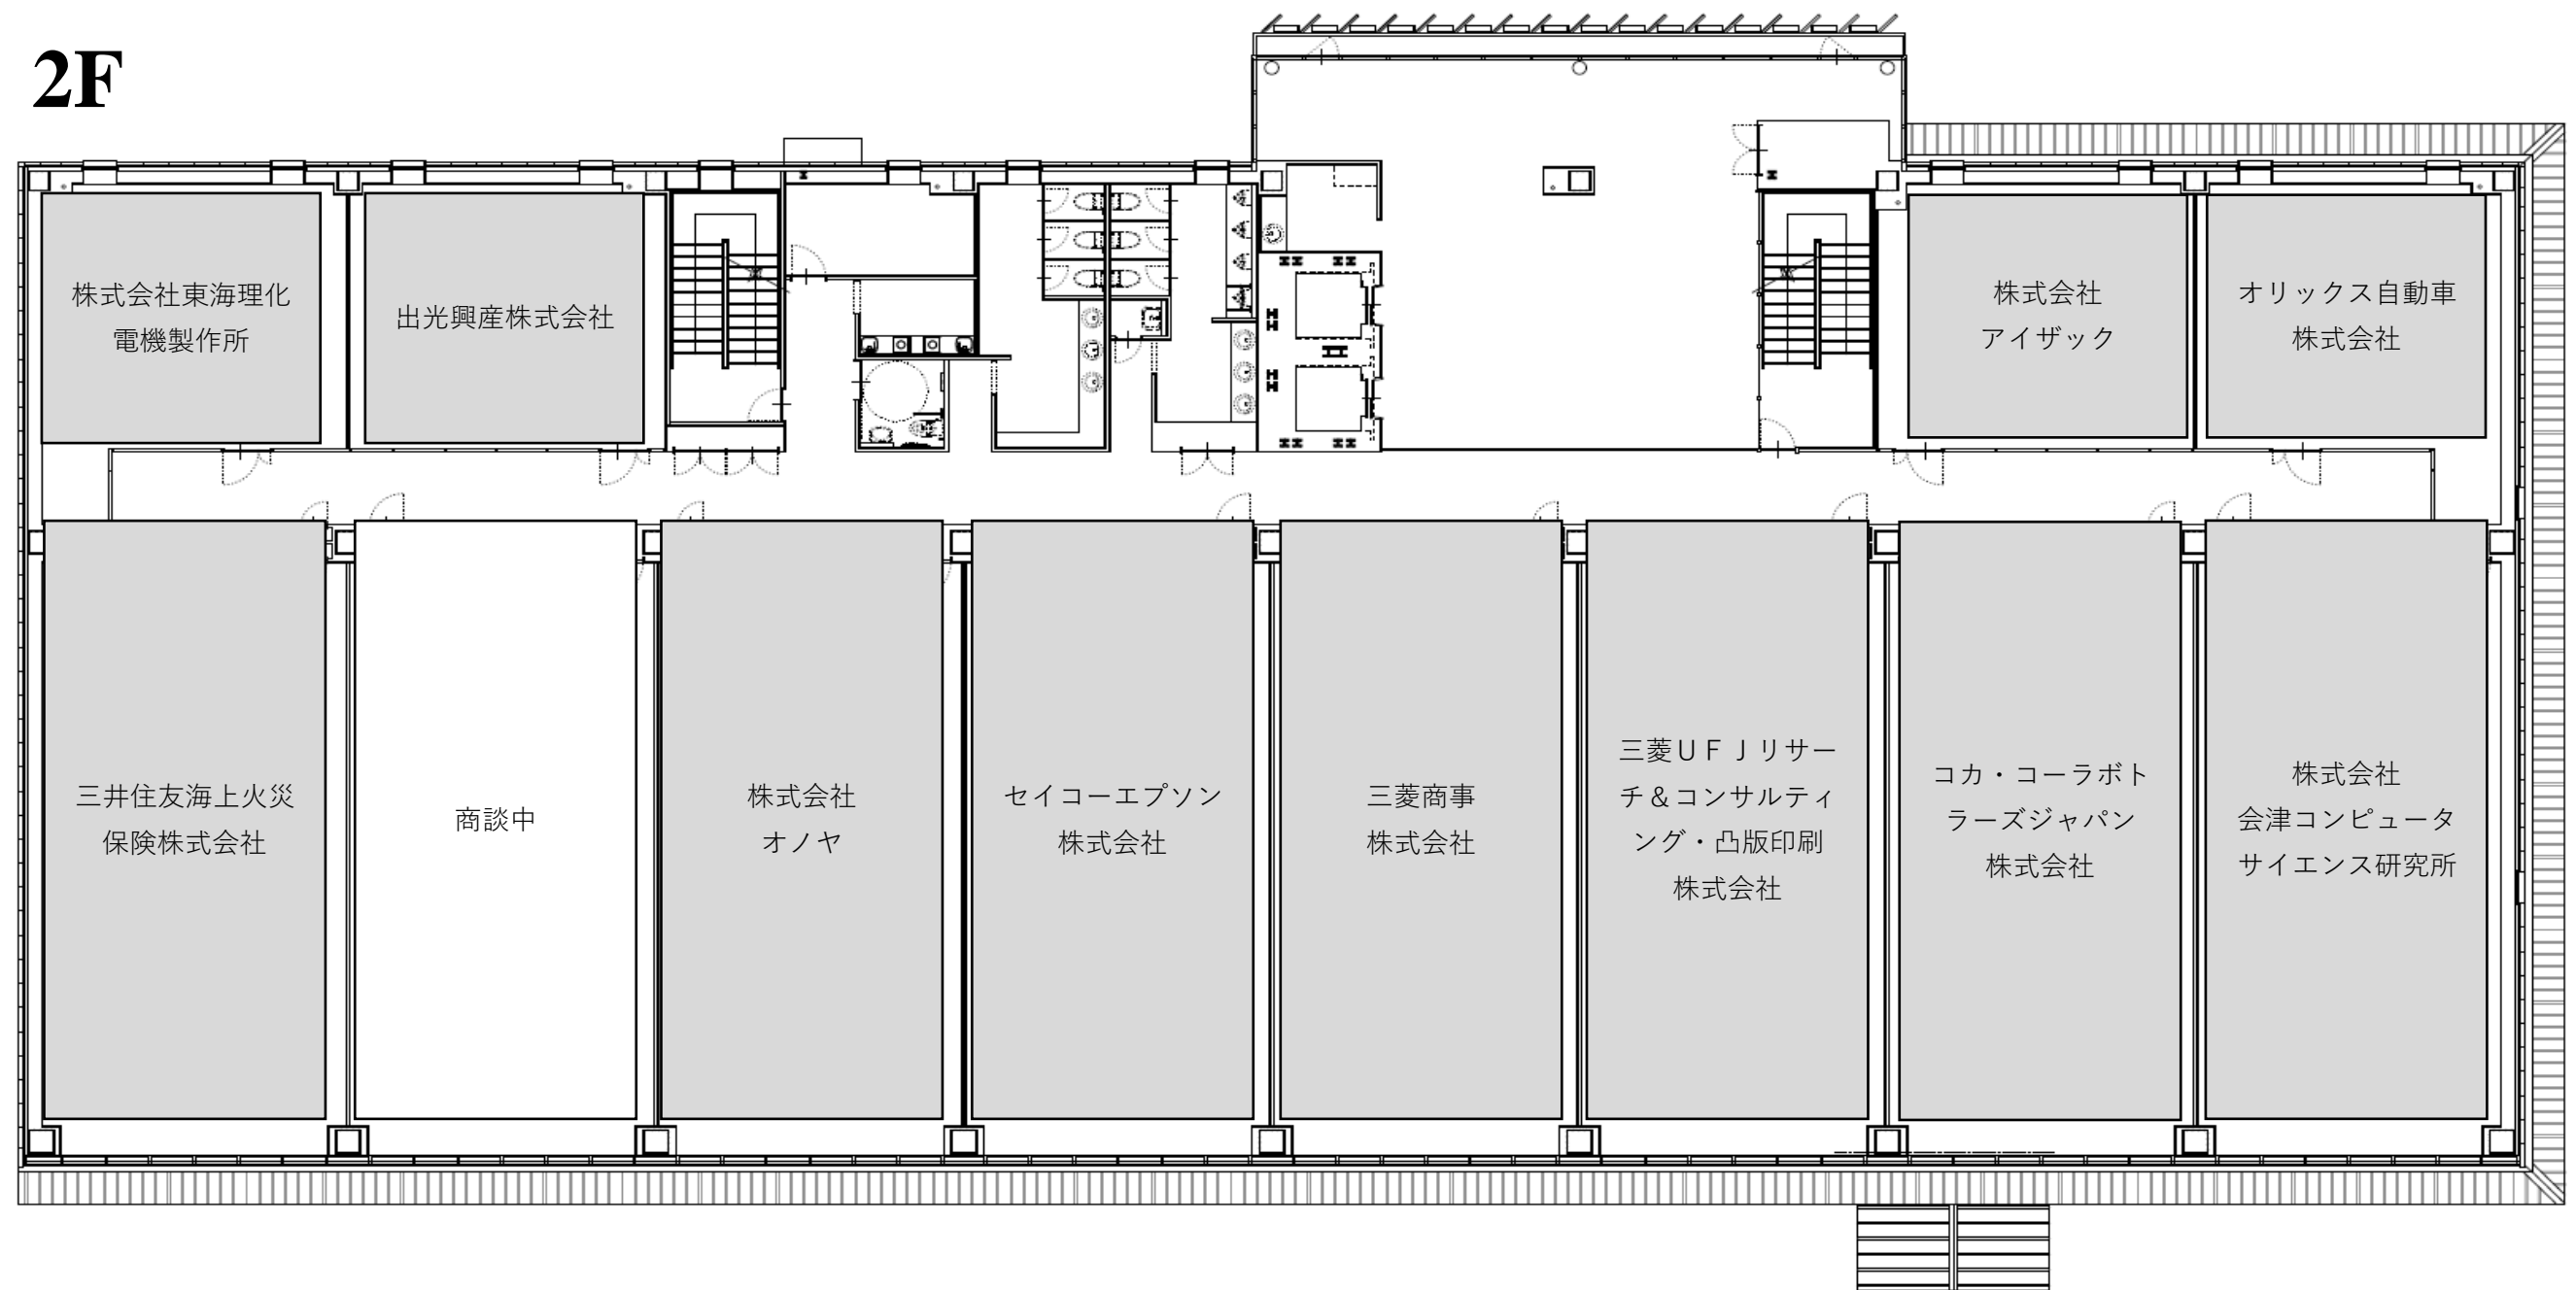 2F
株式会社東海理化
電機製作所
出光興産株式会社
株式会社
アイザック
オリックス自動車
株式会社
三井住友海上火災
保険株式会社
商談中
株式会社
オノヤ
セイコーエプソン
株式会社
三菱商事
株式会社
三菱ＵＦＪリサー
チ＆コンサルティ
ング・凸版印刷
株式会社
コカ・コーラボト
ラーズジャパン
株式会社
株式会社
会津コンピュータ
サイエンス研究所